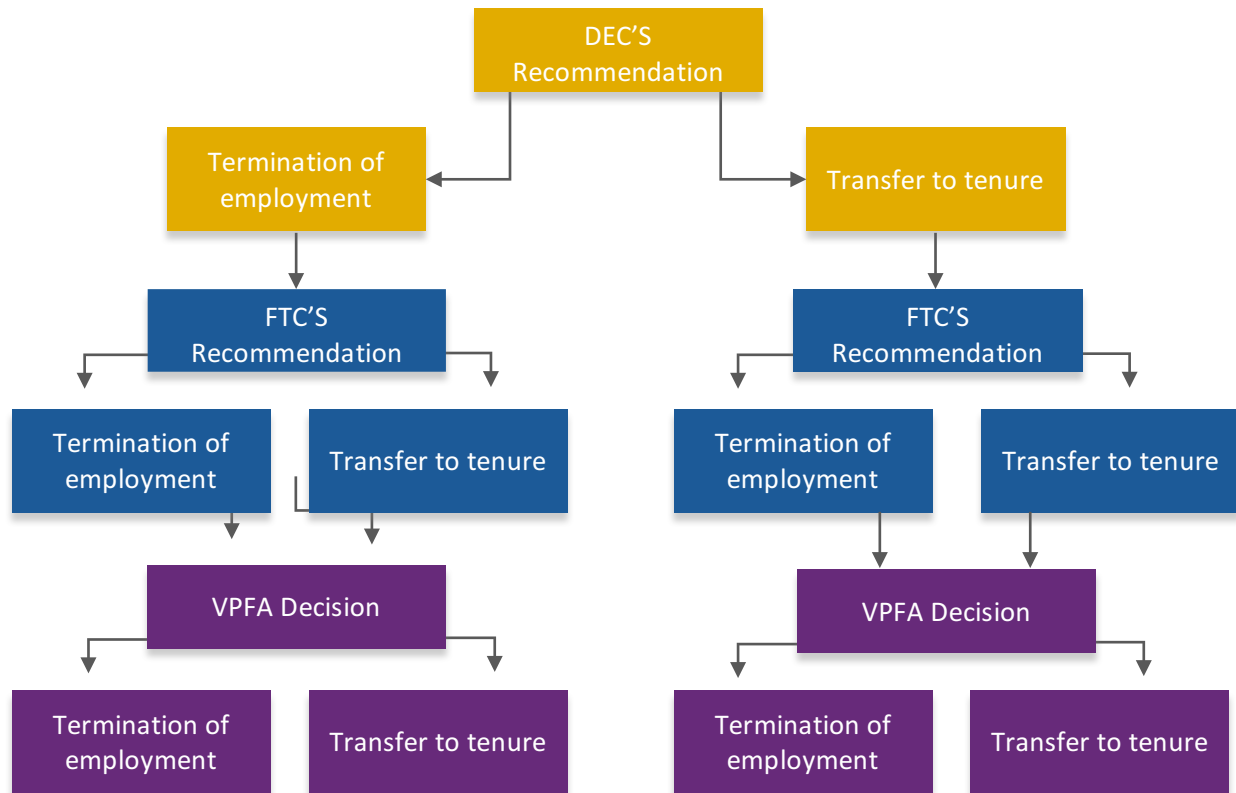 DEC’S
Recommendation
Termination of
employment
Transfer to tenure
FTC’S
Recommendation
FTC’S
Recommendation
Termination of
employment
Transfer to tenure
Termination of
employment
Transfer to tenure
VPFA Decision
VPFA Decision
Termination of
employment
Transfer to tenure
Termination of
employment
Transfer to tenure